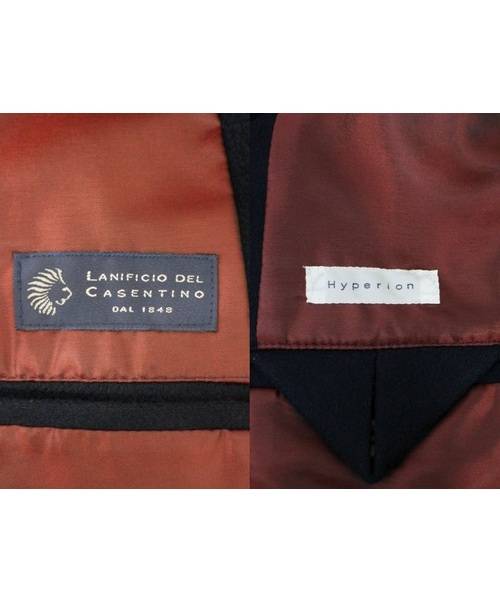 LANIFICIO DEL
CASENTINO
DAL 1848
Hyperion